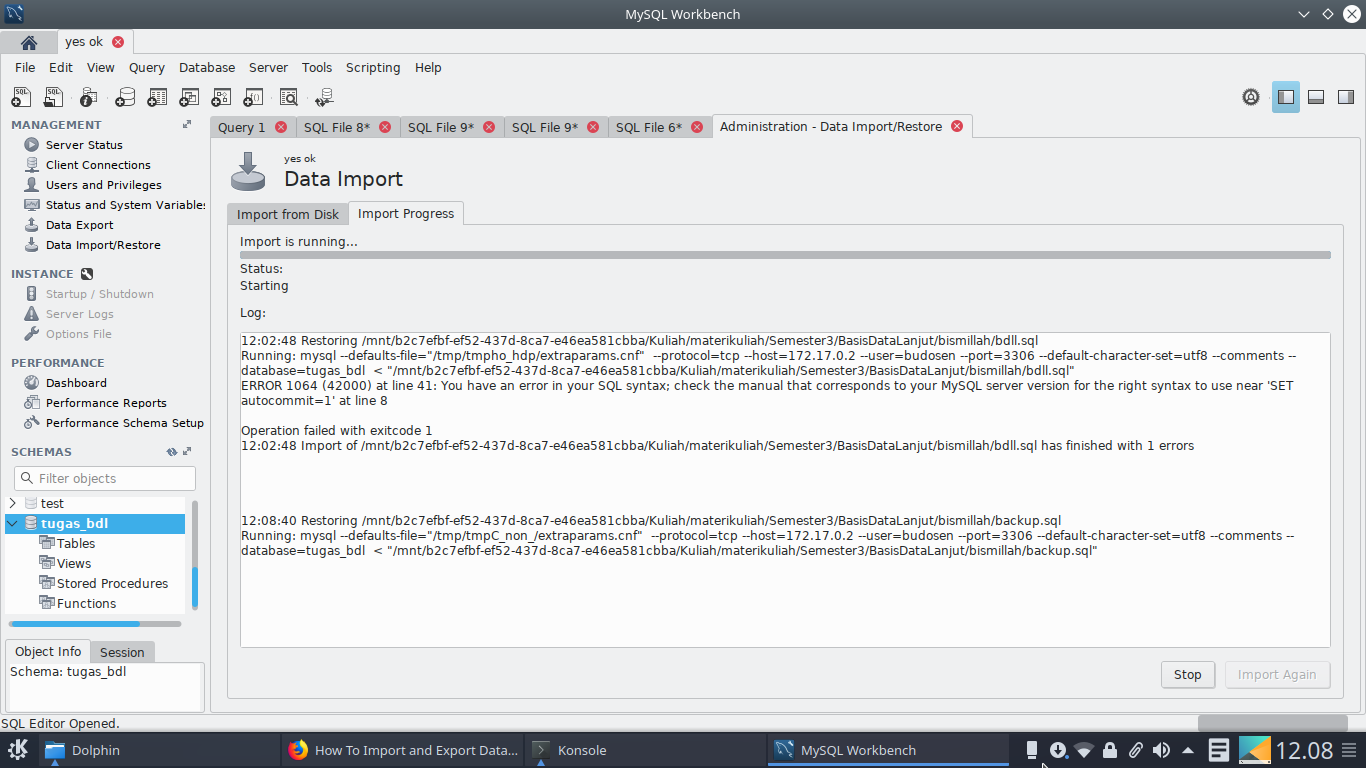 MySQL Workbench
yes ok
File Edit View Query Database Server Tools Scripting Help
MANAGEMENT
Server Status
Client Connections
Users and Privileges
Status and System Variables
Data Export
Data Import/Restore
INSTANCE
Startup / Shutdown
Server Logs
Options File
PERFORMANCE
Dashboard
Performance Reports
Performance Schema Setup
SCHEMAS
Filter objects
test
tugas_bdl
Tables
Views
Stored Procedures
Functions
Object Info Session
Schema: tugas_bdl
Query 1 SQL File 8* SQL File 9* SQL File 9* SQL File 6* Administration - Data Import/Restore
yes ok
Data Import
Import from Disk Import Progress
Import is running...
Status:
Starting
Log:
12:02:48 Restoring /mnt/b2c7efbf-ef52-437d-8ca7-e46ea581cbba/Kuliah/materikuliah/Semester3/BasisDataLanjut/bismillah/bdll.sql
Running: mysql --defaults-file="/tmp/tmpho_hdp/extraparams.cnf"  --protocol=tcp --host=172.17.0.2 --user=budosen --port=3306 --default-character-set=utf8 --comments --
database=tugas_bdl  < "/mnt/b2c7efbf-ef52-437d-8ca7-e46ea581cbba/Kuliah/materikuliah/Semester3/BasisDataLanjut/bismillah/bdll.sql"
ERROR 1064 (42000) at line 41: You have an error in your SQL syntax; check the manual that corresponds to your MySQL server version for the right syntax to use near 'SET
autocommit=1' at line 8
Operation failed with exitcode 1
12:02:48 Import of /mnt/b2c7efbf-ef52-437d-8ca7-e46ea581cbba/Kuliah/materikuliah/Semester3/BasisDataLanjut/bismillah/bdll.sql has finished with 1 errors
12:08:40 Restoring /mnt/b2c7efbf-ef52-437d-8ca7-e46ea581cbba/Kuliah/materikuliah/Semester3/BasisDataLanjut/bismillah/backup.sql
Running: mysql --defaults-file="/tmp/tmpC_non_/extraparams.cnf"  --protocol=tcp --host=172.17.0.2 --user=budosen --port=3306 --default-character-set=utf8 --comments --
database=tugas_bdl  < "/mnt/b2c7efbf-ef52-437d-8ca7-e46ea581cbba/Kuliah/materikuliah/Semester3/BasisDataLanjut/bismillah/backup.sql"
Stop Import Again
SQL Editor Opened.
Dolphin How To Import and Export Data... Konsole MySQL Workbench 12.08